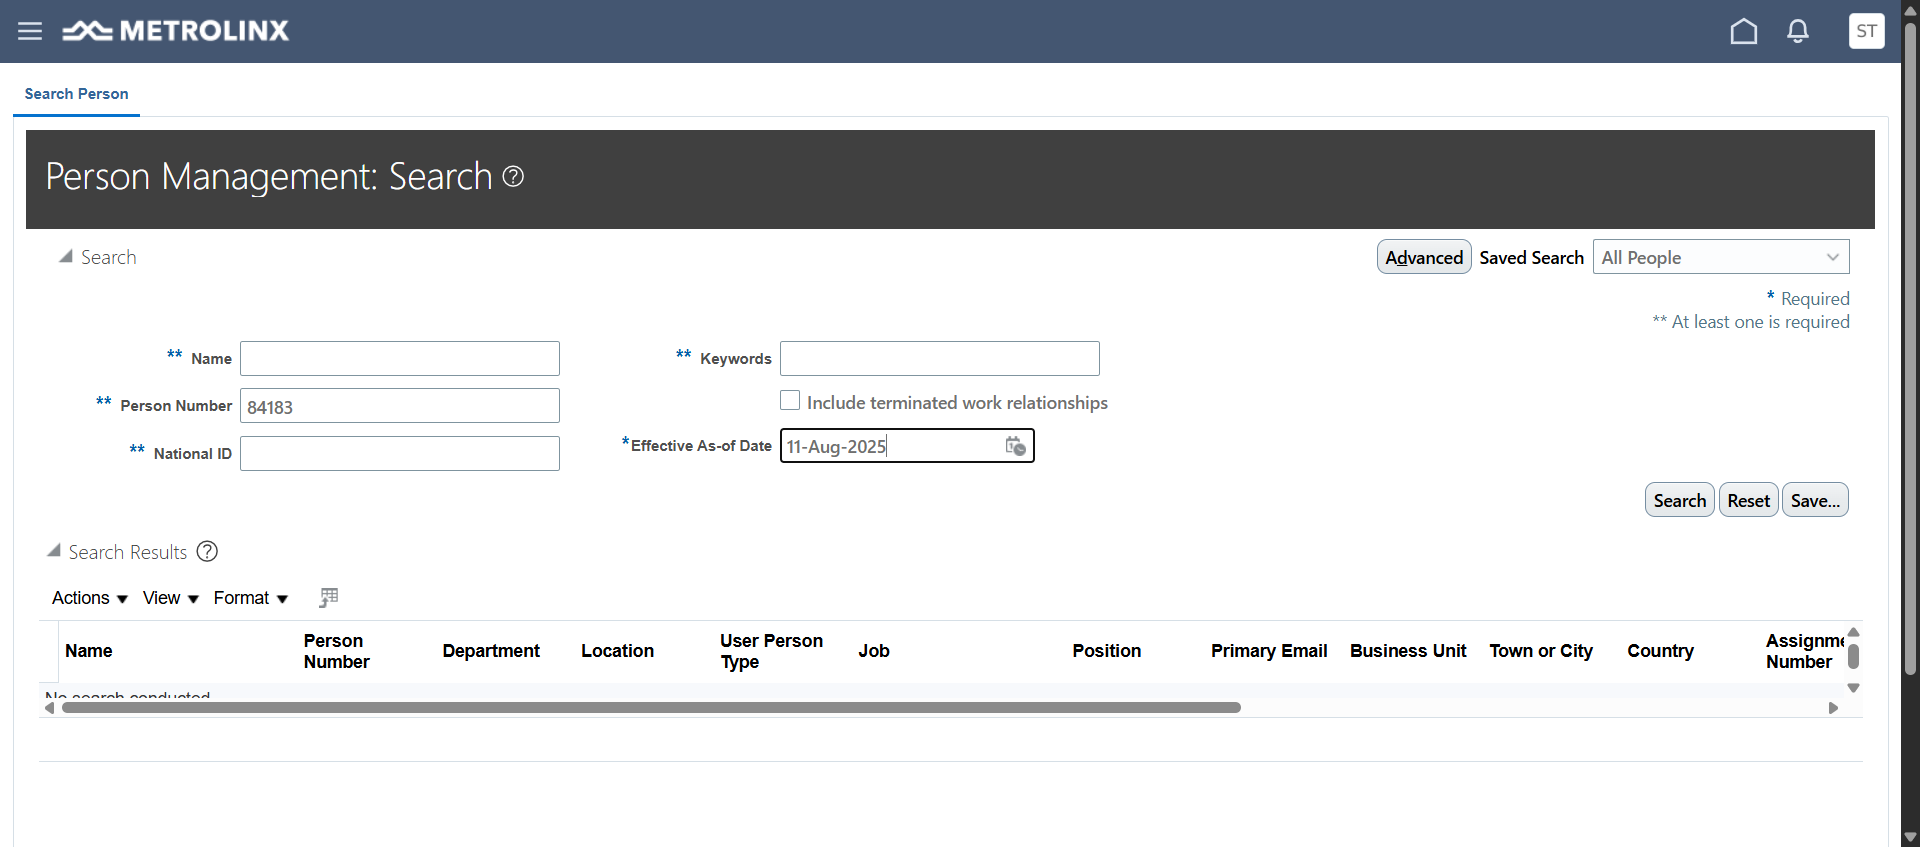 METROLINX
ST
Search Person
Person Management: Search ?
Search
Advanced Saved Search All People
* Required
** At least one is required
** Name
** Keywords
** Person Number 84183
Include terminated work relationships
** National ID
*Effective As-of Date 11-Aug-2025
Search Reset Save...
Search Results ?
Actions View Format
Name Person Number Department Location User Person Type Job Position Primary Email Business Unit Town or City Country Assignme Number
No search conducted